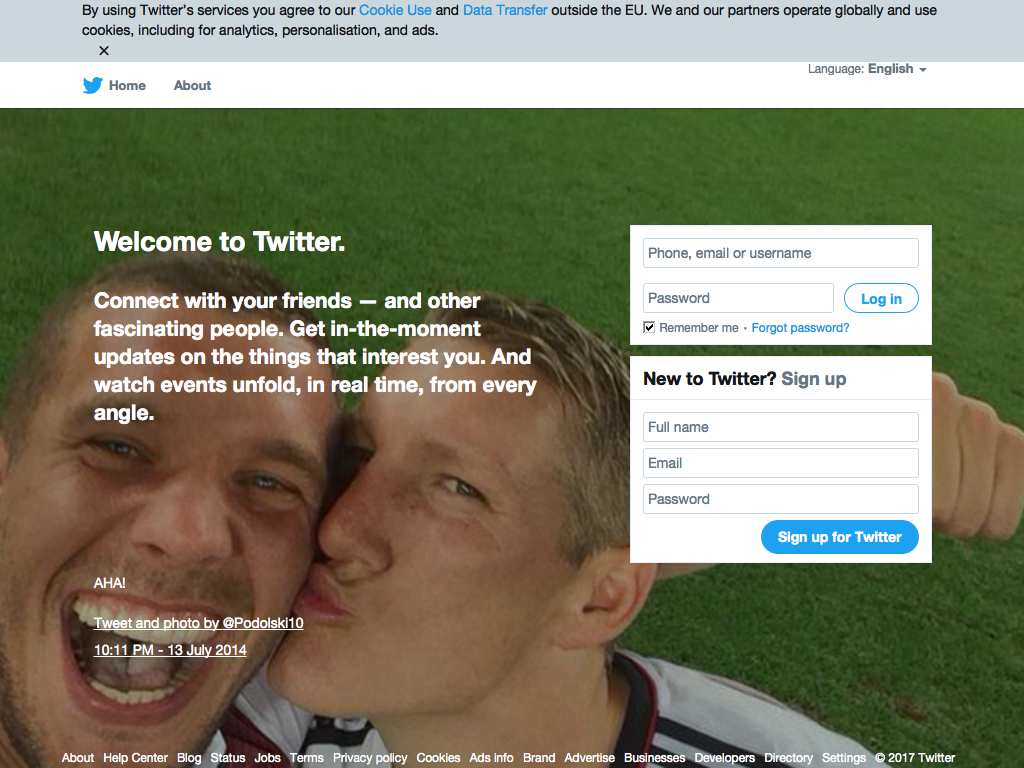 By using Twitter's services you agree to our Cookie Use and Data Transfer outside the EU. We and our partners operate globally and use
cookies, including for analytics, personalisation, and ads.
Language: English
Home About
Welcome to Twitter.
Connect with your friends — and other
fascinating people. Get in-the-moment
updates on the things that interest you. And
watch events unfold, in real time, from every
angle.
Phone, email or username
Password
Log in
Remember me · Forgot password?
New to Twitter? Sign up
Full name
Email
Password
Sign up for Twitter
AHA!
Tweet and photo by @Podolski10
10:11 PM - 13 July 2014
About Help Center Blog Status Jobs Terms Privacy policy Cookies Ads info Brand Advertise Businesses Developers Directory Settings © 2017 Twitter